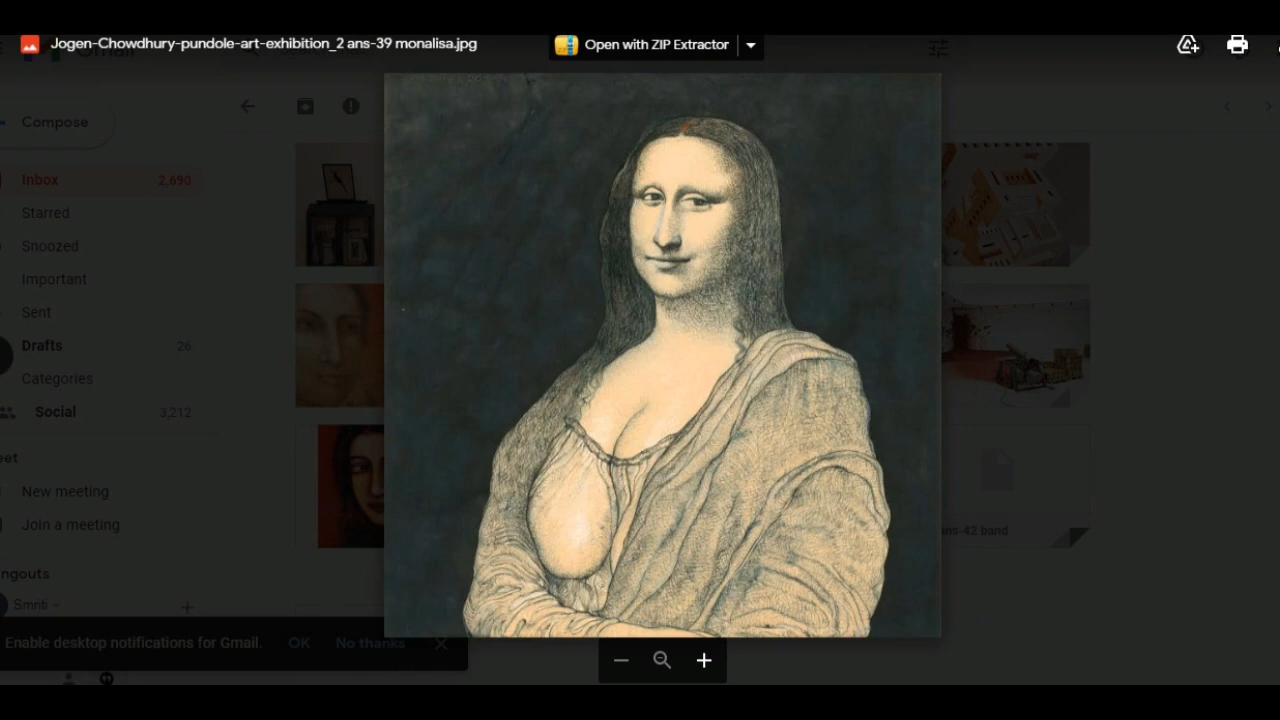 Jogen-Chowdhury-pundole-art-exhibition_2 ans-39 monalisa.jpg
Open with ZIP Extractor
Compose
Inbox 2,690
Starred
Snoozed
Important
Sent
Drafts 26
Categories
Social 3,212
eet
New meeting
Join a meeting
ngouts
Smriti
ans-42 band
Enable desktop notifications for Gmail. OK No thanks